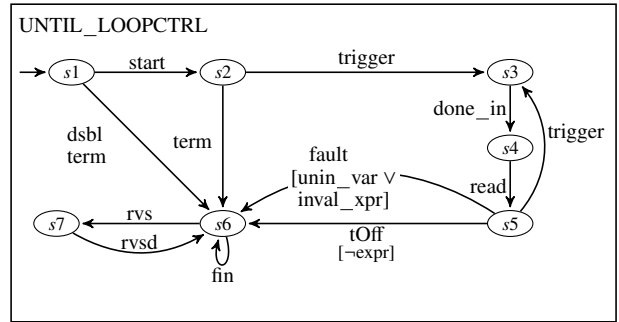 UNTIL_LOOPCTRL
s1
start
s2
trigger
s3
done_in
s4
trigger
dsbl
term
term
fault
[unin_var ∨
inval_xpr]
read
s7
rvs
s6
s5
rvsd
tOff
[¬expr]
fin